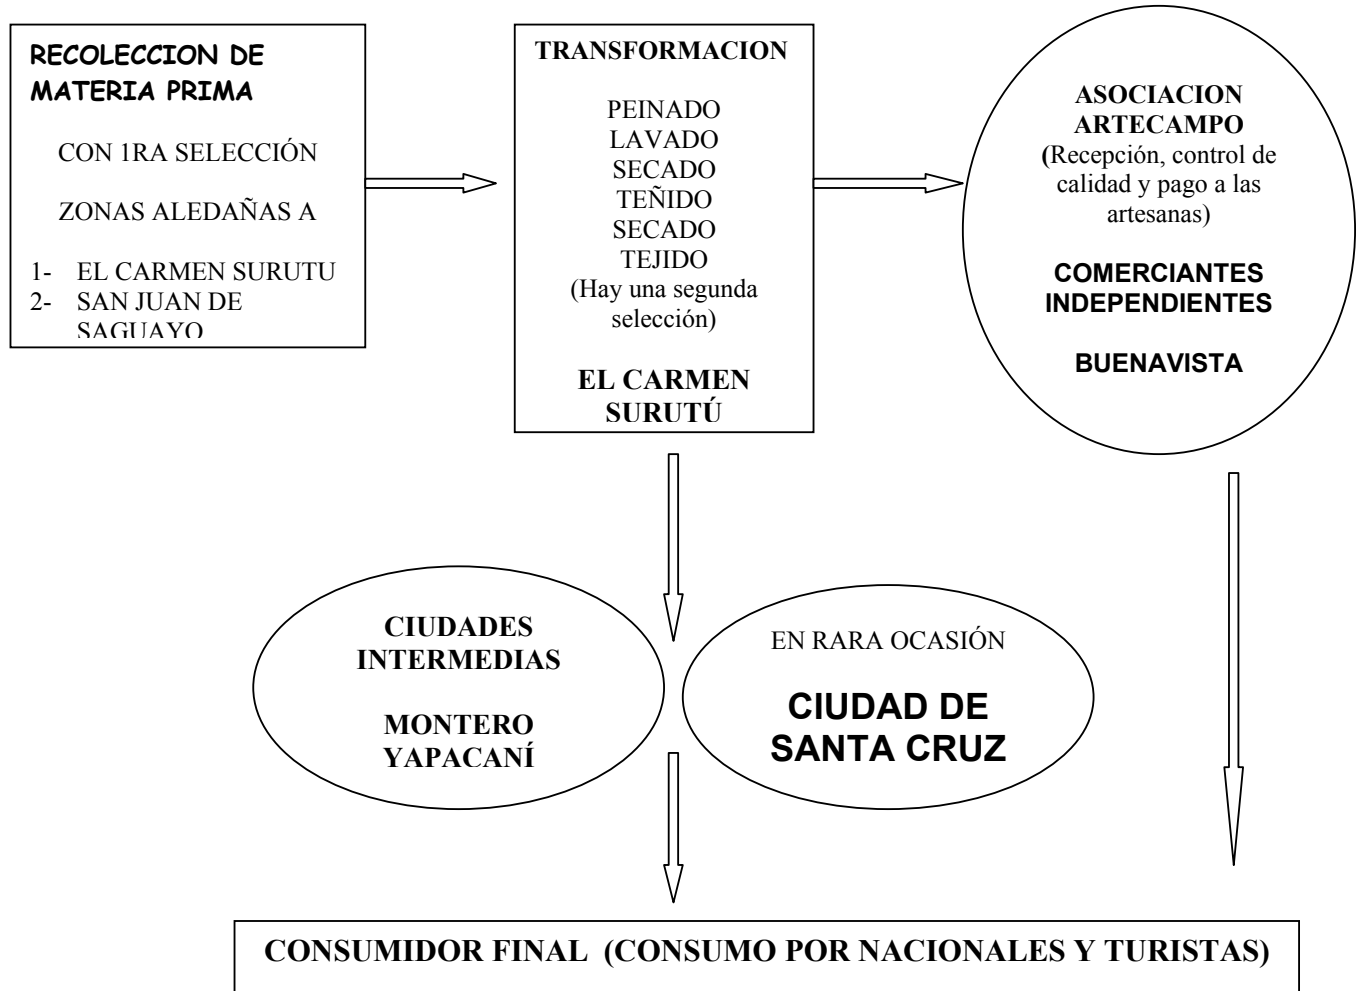 RECOLECCION DE
MATERIA PRIMA
CON 1RA SELECCIÓN
ZONAS ALEDAÑAS A
1- EL CARMEN SURUTU
2- SAN JUAN DE
SAGUAYO
TRANSFORMACION
PEINADO
LAVADO
SECADO
TEÑIDO
SECADO
TEJIDO
(Hay una segunda
selección)
EL CARMEN
SURUTÚ
ASOCIACION
ARTECAMPO
(Recepción, control de
calidad y pago a las
artesanas)
COMERCIANTES
INDEPENDIENTES
BUENAVISTA
CIUDADES
INTERMEDIAS
MONTERO
YAPACANÍ
EN RARA OCASIÓN
CIUDAD DE
SANTA CRUZ
CONSUMIDOR FINAL (CONSUMO POR NACIONALES Y TURISTAS)